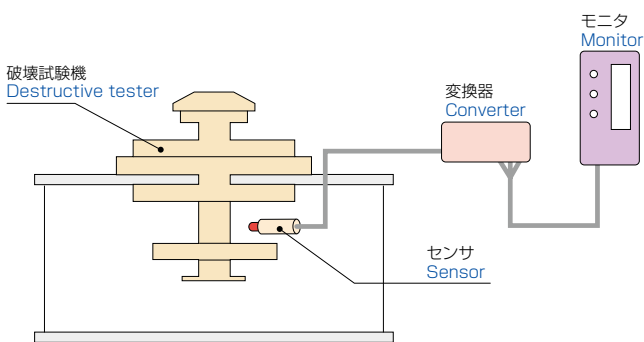 モニタ
Monitor
破壊試験機
Destructive tester
変換器
Converter
センサ
Sensor